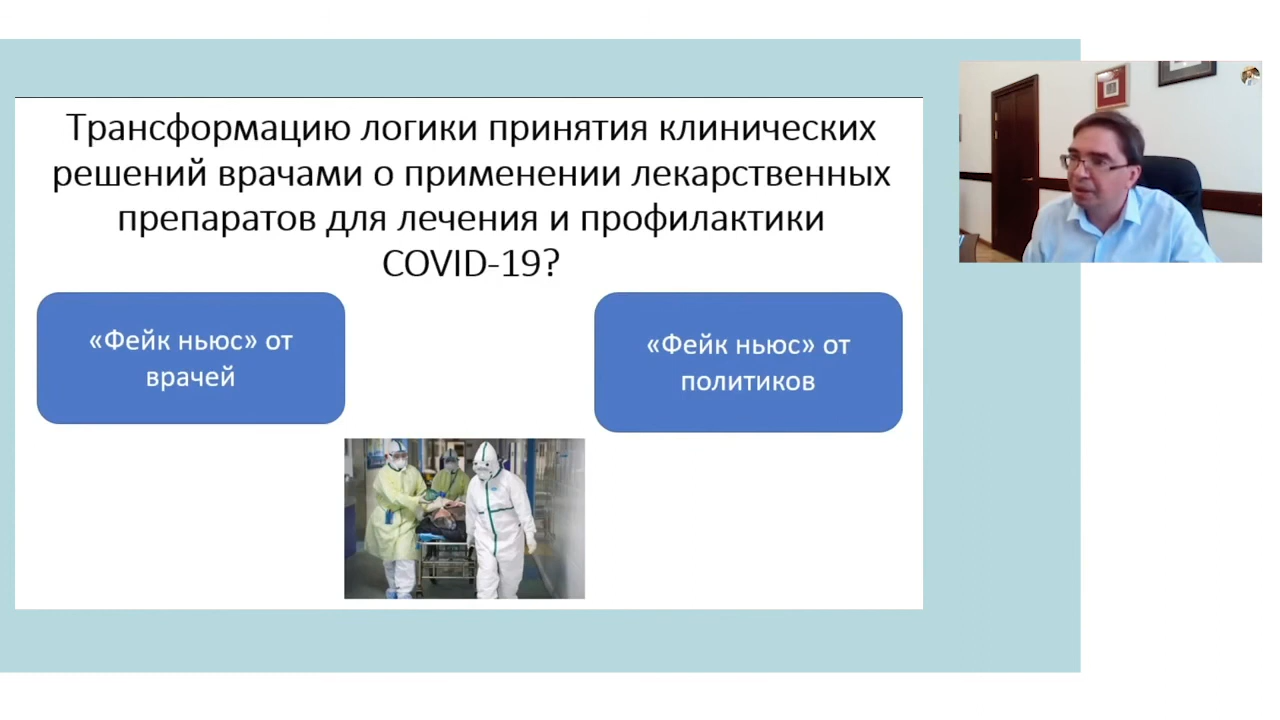 Трансформацию логики принятия клинических
решений врачами о применении лекарственных
препаратов для лечения и профилактики
COVID-19?
«Фейк ньюс» от
врачей
«Фейк ньюс» от
политиков